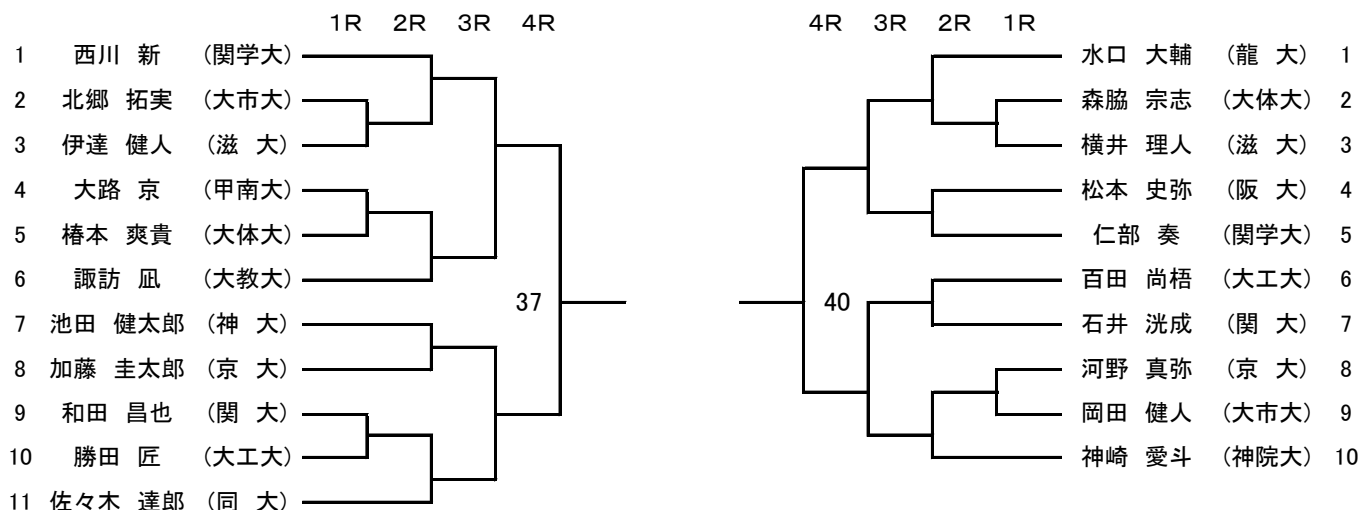 1R 2R 3R 4R
1 西川 新 (関学大)
2 北郷 拓実 (大市大)
3 伊達 健人 (滋 大)
4 大路 京 (甲南大)
5 椿本 爽貴 (大体大)
6 諏訪 凪 (大教大)
37
7 池田 健太郎 (神 大)
8 加藤 圭太郎 (京 大)
9 和田 昌也 (関 大)
10 勝田 匠 (大工大)
11 佐々木 達郎 (同 大)
4R 3R 2R 1R
水口 大輔 (龍 大) 1
森脇 宗志 (大体大) 2
横井 理人 (滋 大) 3
松本 史弥 (阪 大) 4
仁部 奏 (関学大) 5
百田 尚梧 (大工大) 6
40
石井 洸成 (関 大) 7
河野 真弥 (京 大) 8
岡田 健人 (大市大) 9
神崎 愛斗 (神院大) 10